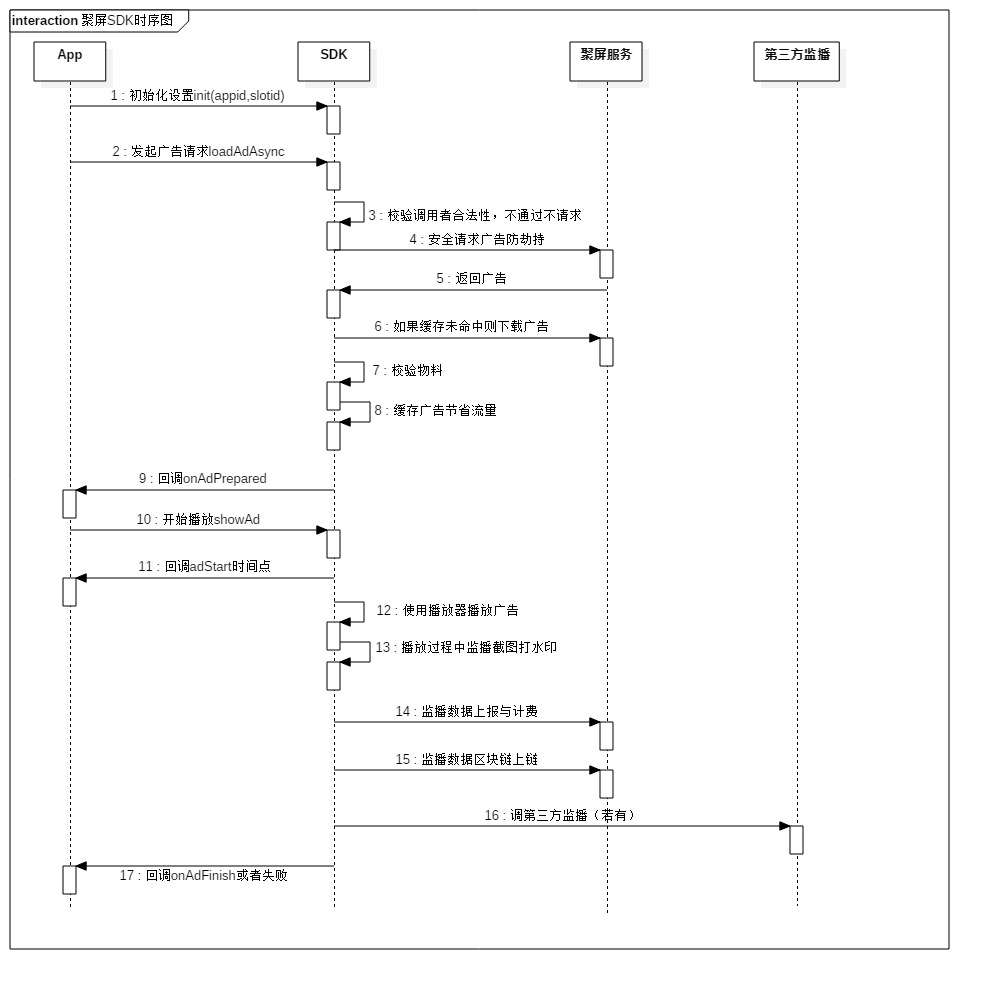 interaction 聚屏SDK时序图
App
SDK
聚屏服务
第三方监播
1 : 初始化设置init(appid,slotid)
2 : 发起广告请求loadAdAsync
3 : 校验调用者合法性，不通过不请求
4 : 安全请求广告防劫持
5 : 返回广告
6 : 如果缓存未命中则下载广告
7 : 校验物料
8 : 缓存广告节省流量
9 : 回调onAdPrepared
10 : 开始播放showAd
11 : 回调adStart时间点
12 : 使用播放器播放广告
13 : 播放过程中监播截图打水印
14 : 监播数据上报与计费
15 : 监播数据区块链上链
16 : 调第三方监播（若有）
17 : 回调onAdFinish或者失败